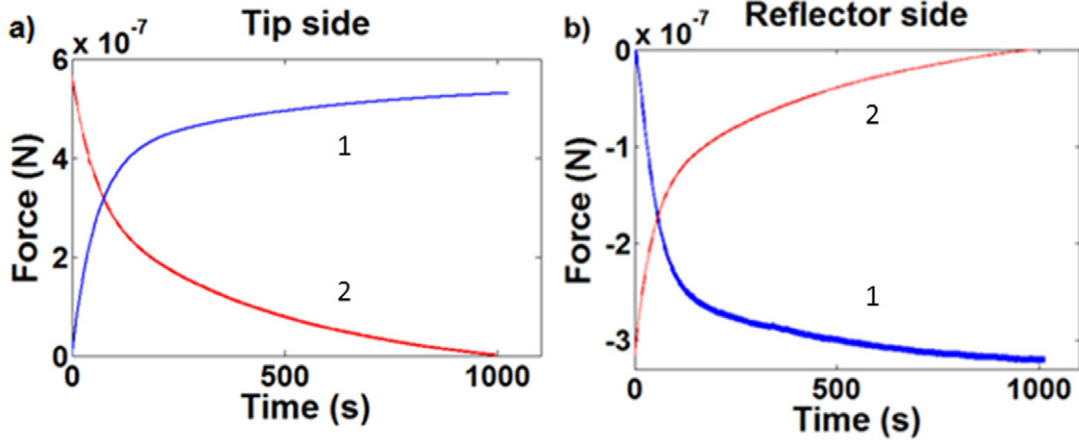 a)
Tip side
x 10^-7
6
4
2
0
Force (N)
1
2
0 500 1000
Time (s)
b)
Reflector side
x 10^-7
0
-1
-2
-3
Force (N)
2
1
0 500 1000
Time (s)